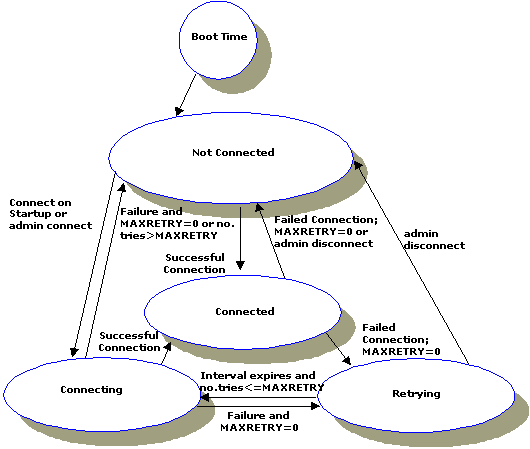 Boot Time
Not Connected
Connect on
Startup or
admin connect
Failure and
MAXRETRY=0 or no.
tries>MAXRETRY
Failed Connection;
MAXRETRY=0 or
admin disconnect
admin
disconnect
Successful
Connection
Connected
Successful
Connection
Failed
Connection;
MAXRETRY=0
Connecting
Interval expires and
no.tries<=MAXRETRY
Retrying
Failure and
MAXRETRY=0